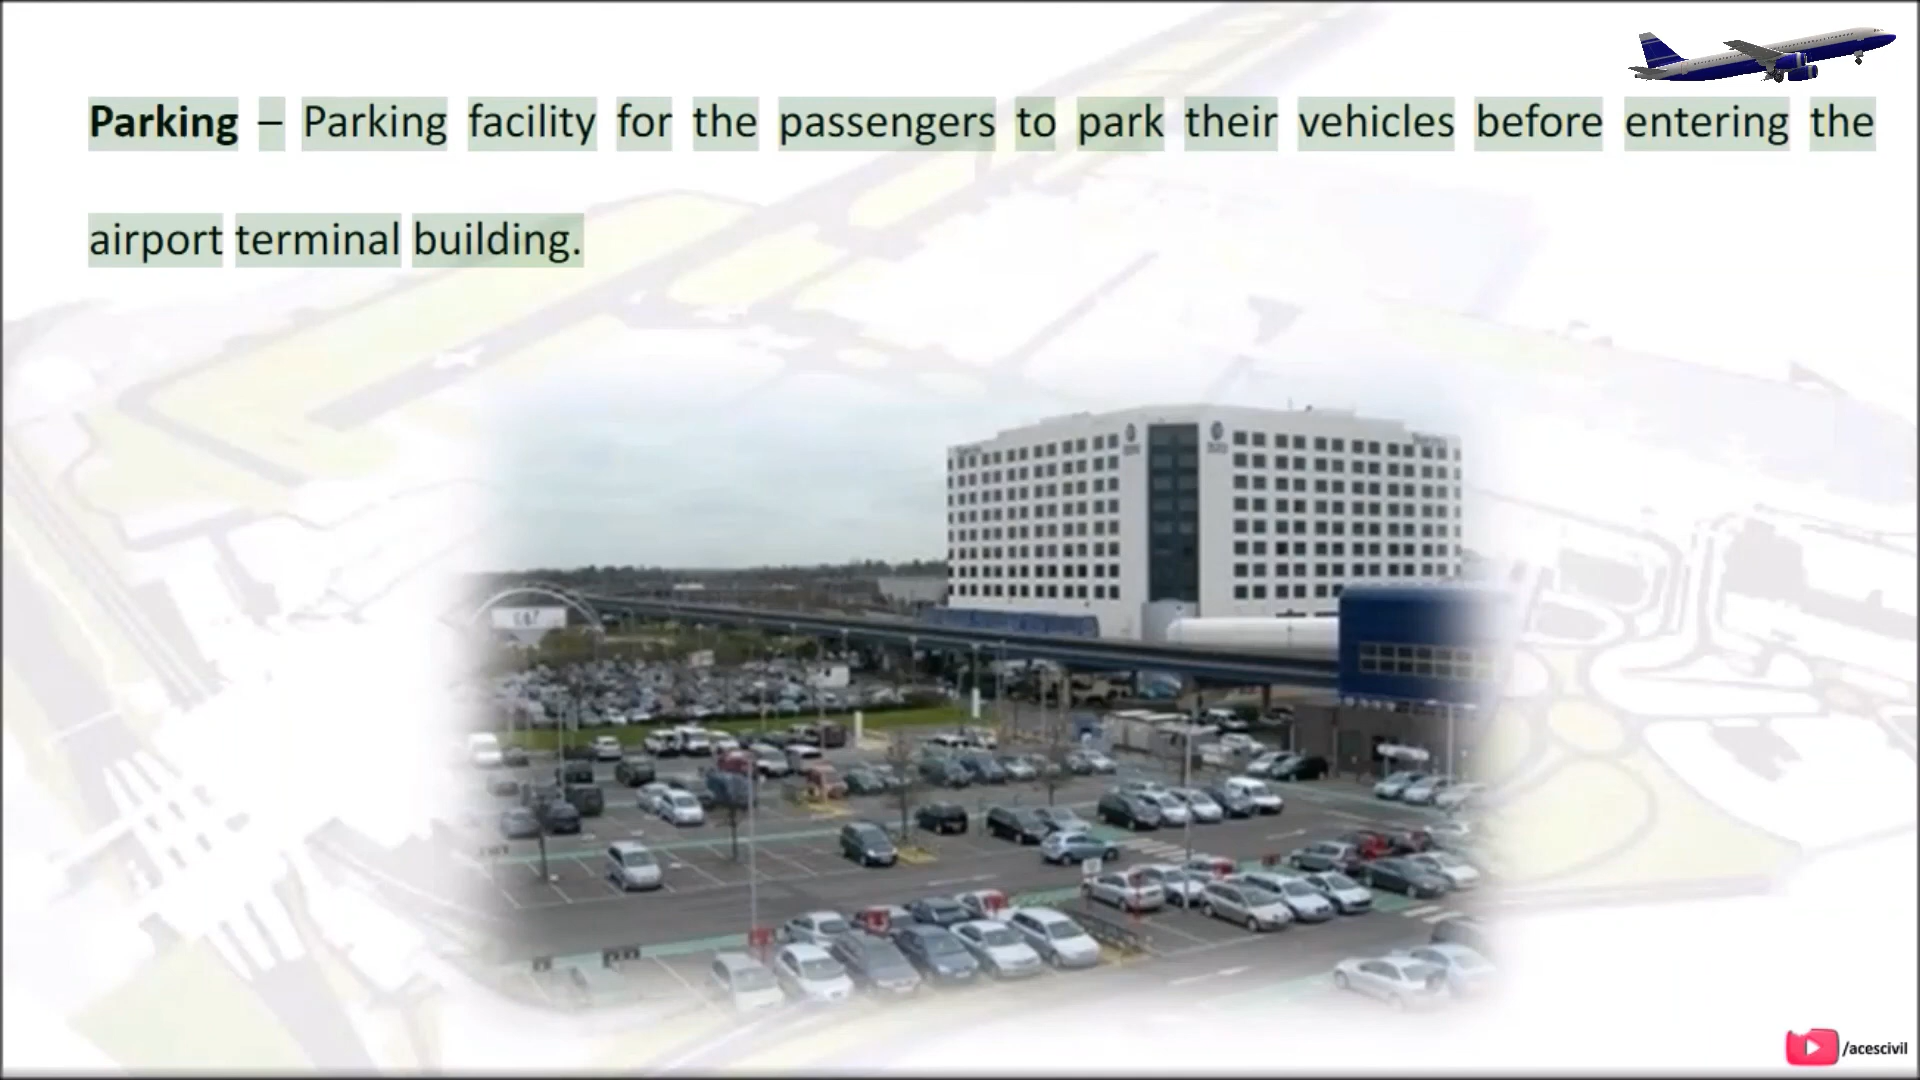 Parking – Parking facility for the passengers to park their vehicles before entering the
airport terminal building.
/acescivil